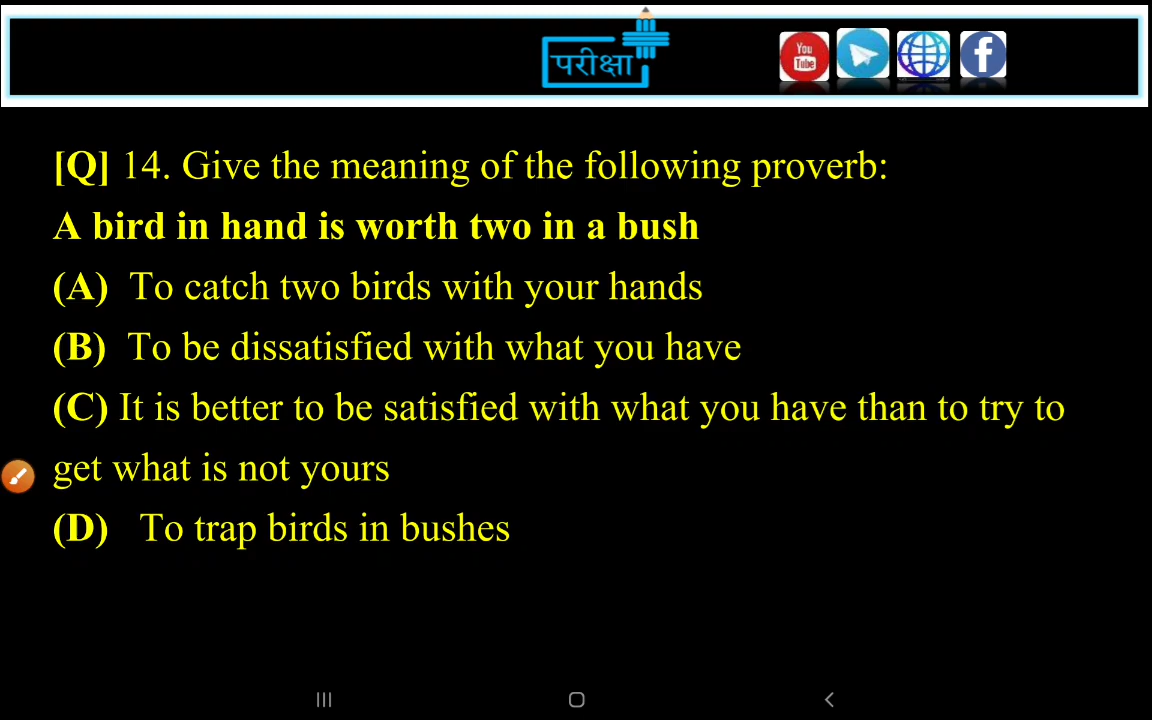 परीक्षा
You
Tube
f
[Q] 14. Give the meaning of the following proverb:
A bird in hand is worth two in a bush
(A) To catch two birds with your hands
(B) To be dissatisfied with what you have
(C) It is better to be satisfied with what you have than to try to
get what is not yours
(D) To trap birds in bushes